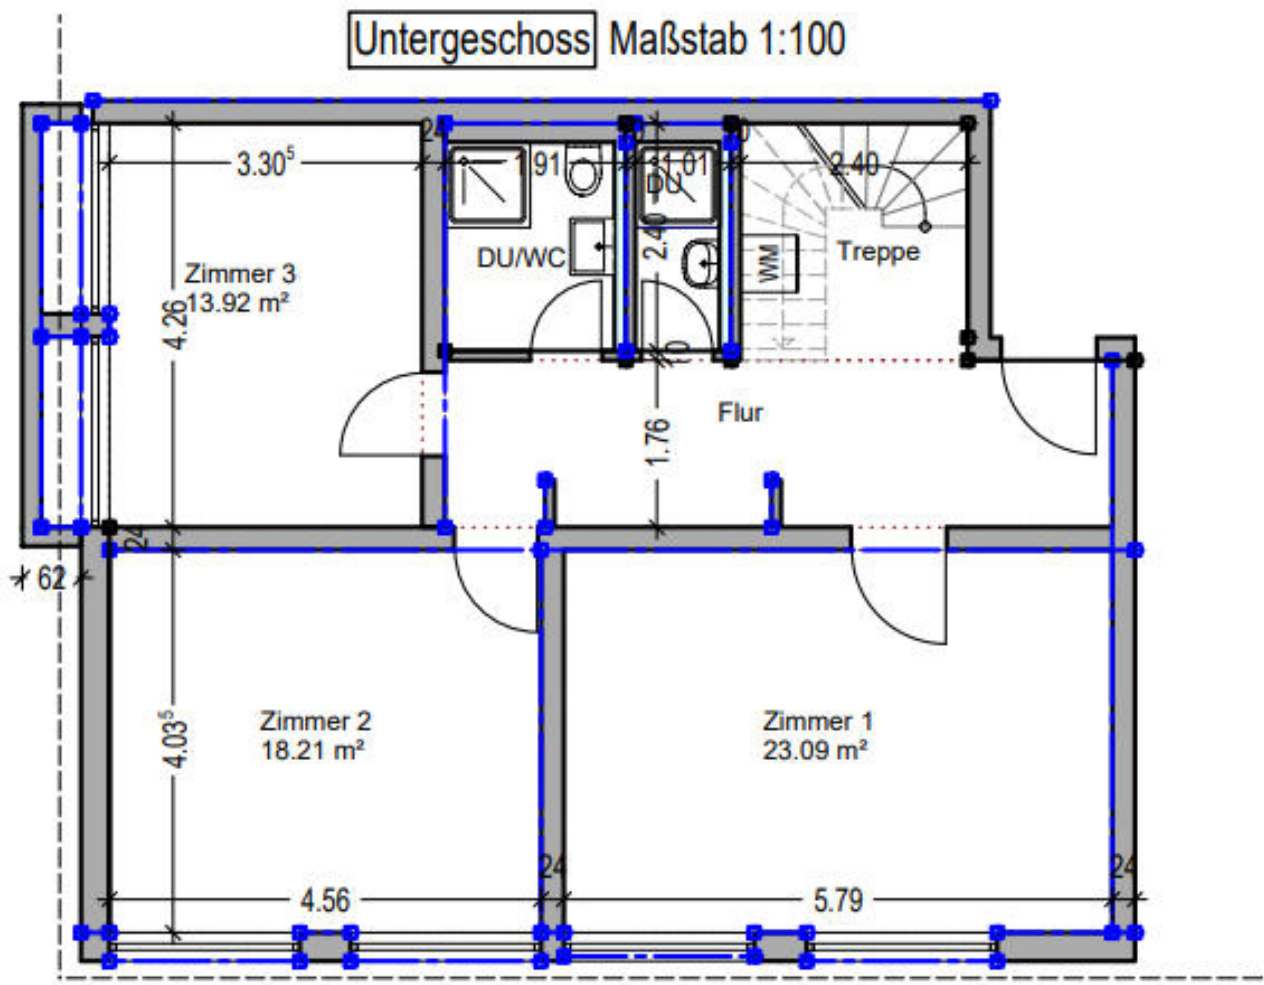 Untergeschoss Maßstab 1:100
24
3.30⁵
1.91
1.01
2.40
DU
2.40
DU/WC
WM
Treppe
Zimmer 3
13.92 m²
4.26
10
Flur
1.76
24
62
Zimmer 2
18.21 m²
Zimmer 1
23.09 m²
4.03⁵
24
24
4.56
5.79